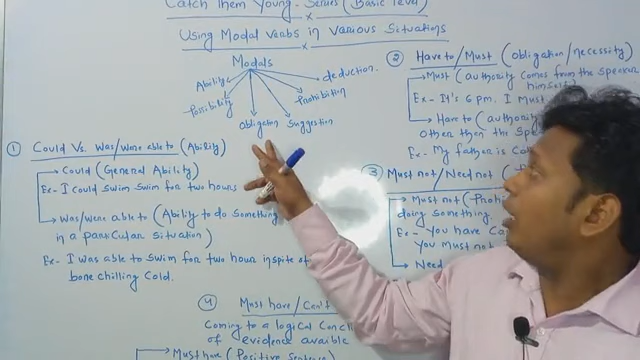 Catch Them Young - Series (Basic level)
Using Modal verbs in Various Situations
Modals
Ability
Possibility
Obligation
Suggestion
Prohibition
deduction.
① Could Vs. Was/Were able to (Ability)
Could (General Ability)
Ex- I could swim swim for two hours
Was/Were able to (Ability to do something
in a particular situation)
Ex- I was able to swim for two hour inspite of
bone chilling cold.
② Have to/Must (obligation/necessity)
Must (authority comes from the speaker
himself)
Ex- It's 6 pm. I must
Have to (authority
other then the
Ex- My father is
③ Must not/Need not
Must not
doing something.
Ex- You have
You must not
Need
④ Must have/Can't
Coming to a logical
of evidence avaible
Must have (Positive Sentence)